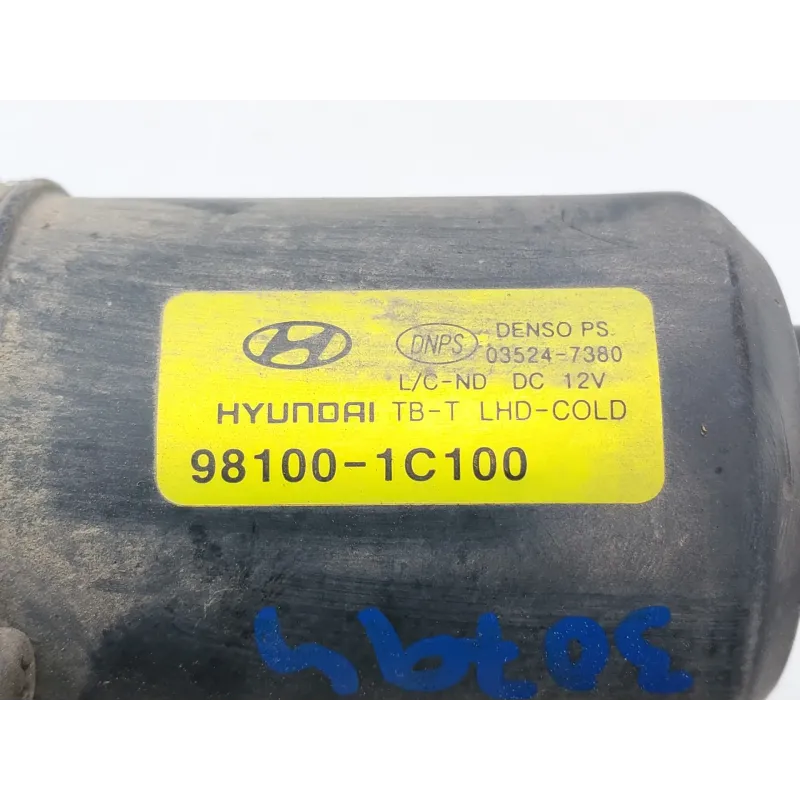 DNPS DENSO PS.
03524-7380
L/C-ND DC 12V
HYUNDAI TB-T LHD-COLD
98100-1C100